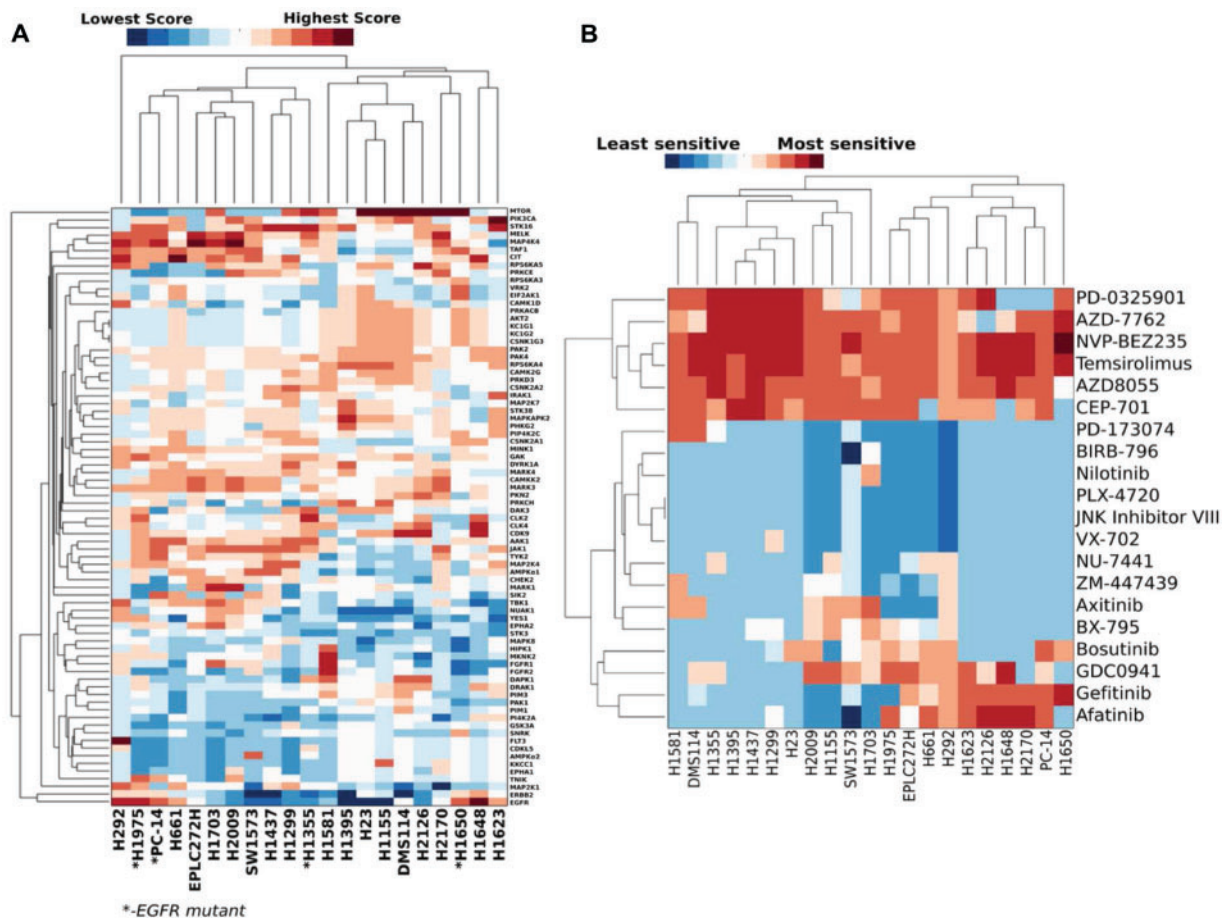 A
Lowest Score Highest Score
MTOR
PIK3CA
STK16
MELK
MAP4K4
TAF1
CIT
RPS6KA5
PRKCE
RPS6KA3
VRK2
EIF2AK1
CAMK1D
PRKACB
AKT2
KC1G1
KC1G2
CSNK1G3
PAK2
PAK4
RPS6KA4
CAMK2G
PRKD3
CSNK2A2
IRAK1
MAP2K7
STK3B
MAPKAPK2
PHKG2
PIP4K2C
CSNK2A1
MINK1
GAK
DYRK1A
MARK4
CAMKK2
MARK3
PKN2
PRKCH
DAK3
CLK2
CLK4
CDK9
AAK1
JAK1
TYK2
MAP2K4
AMPKα1
CHEK2
MARK1
SIK2
TBK1
NUAK1
YES1
EPHA2
STK3
MAPK8
HIPK1
MKNK2
FGFR1
FGFR2
DAPK1
DRAK1
PIM3
PAK1
PIM1
PI4K2A
GSK3A
SNRK
FLT3
CDKL5
AMPKα2
KKCC1
EPHA1
TNIK
MAP2K1
ERBB2
EGFR
H292
*H1975
*PC-14
H661
EPLC272H
H1703
H2009
SW1573
H1437
H1299
*H1355
H1581
H1395
H23
H1155
DMS114
H2126
H2170
*H1650
H1648
H1623
*-EGFR mutant
B
Least sensitive Most sensitive
PD-0325901
AZD-7762
NVP-BEZ235
Temsirolimus
AZD8055
CEP-701
PD-173074
BIRB-796
Nilotinib
PLX-4720
JNK Inhibitor VIII
VX-702
NU-7441
ZM-447439
Axitinib
BX-795
Bosutinib
GDC0941
Gefitinib
Afatinib
H1581
DMS114
H1355
H1395
H1437
H1299
H23
H2009
H1155
SW1573
H1703
H1975
EPLC272H
H661
H292
H1623
H2126
H1648
H2170
PC-14
H1650